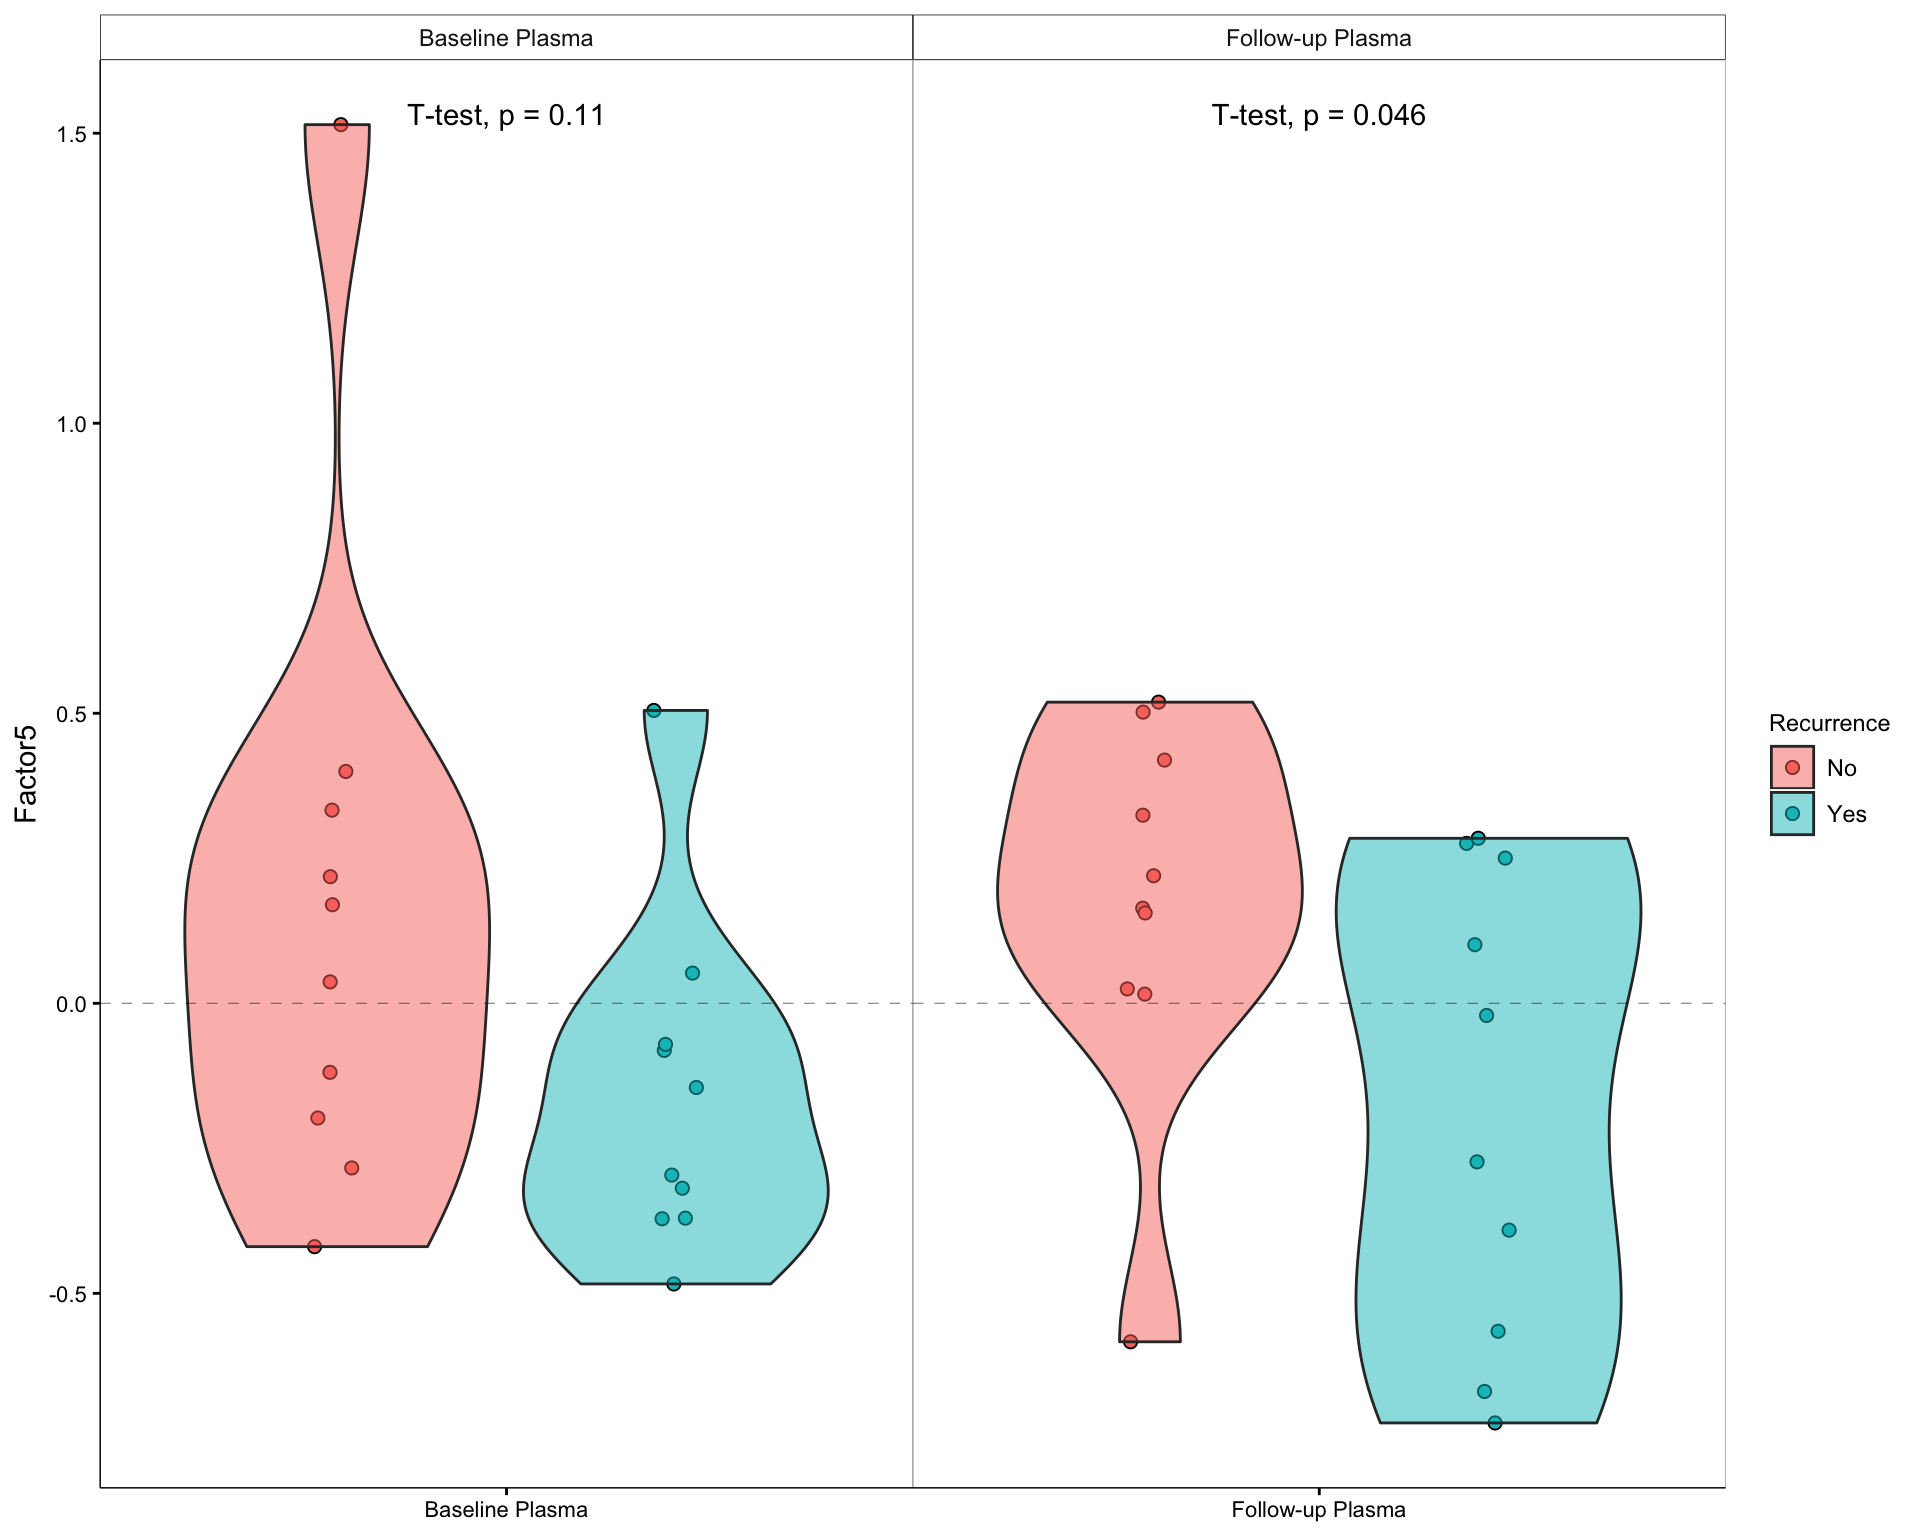 Baseline Plasma
Follow-up Plasma
T-test, p = 0.11
T-test, p = 0.046
1.5
1.0
0.5
0.0
-0.5
Factor5
Baseline Plasma
Follow-up Plasma
Recurrence
No
Yes